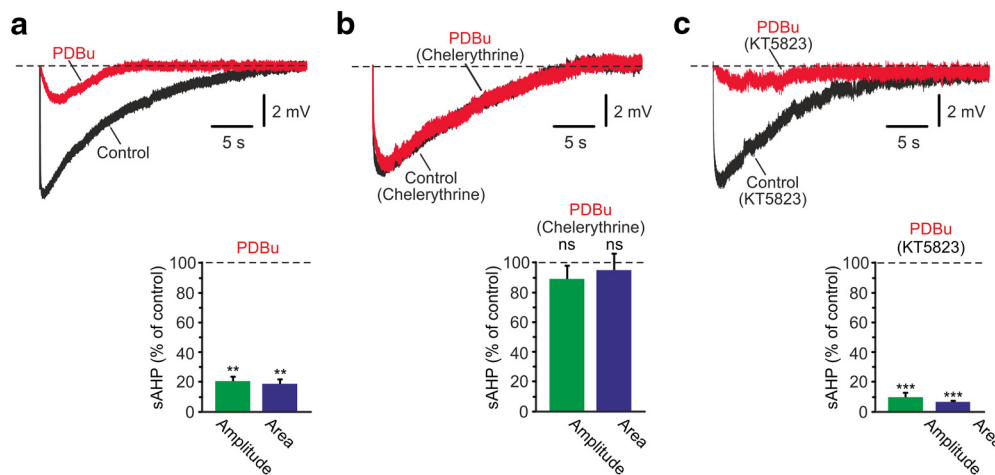 a
PDBu
Control
2 mV
5 s
PDBu
sAHP (% of control)
100
80
60
40
20
0
**
**
Amplitude
Area
b
PDBu
(Chelerythrine)
Control
(Chelerythrine)
2 mV
5 s
PDBu
(Chelerythrine)
ns
ns
sAHP (% of control)
100
80
60
40
20
0
Amplitude
Area
c
PDBu
(KT5823)
Control
(KT5823)
2 mV
5 s
PDBu
(KT5823)
sAHP (% of control)
100
80
60
40
20
0
***
***
Amplitude
Area